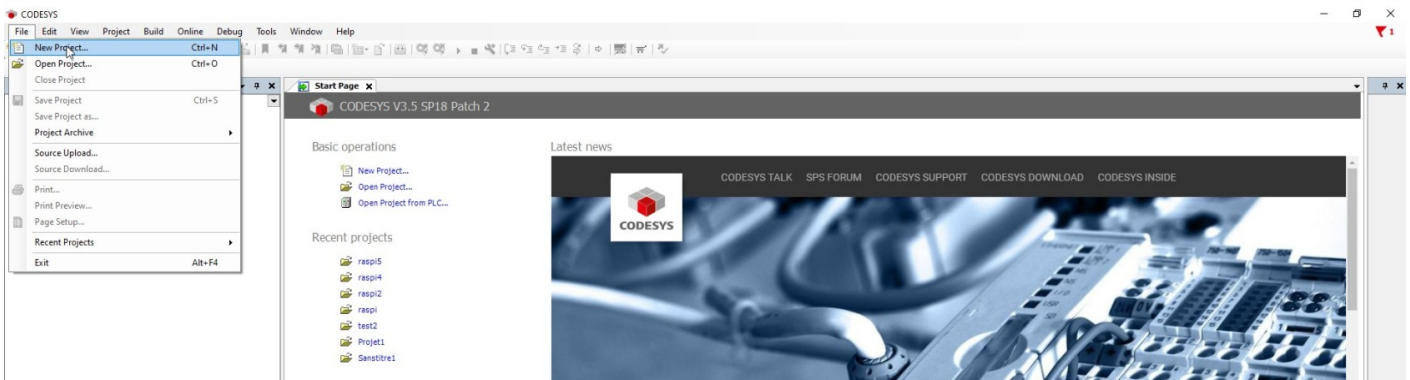 CODESYS
File Edit View Project Build Online Debug Tools Window Help
1
New Project... Ctrl+N
Open Project... Ctrl+O
Close Project
Save Project Ctrl+S
Save Project as...
Project Archive
Source Upload...
Source Download...
Print...
Print Preview...
Page Setup...
Recent Projects
Exit Alt+F4
Start Page
CODESYS V3.5 SP18 Patch 2
Basic operations
New Project...
Open Project...
Open Project from PLC...
Recent projects
raspi5
raspi4
raspi2
raspi
test2
Projet1
Sanstitre1
Latest news
CODESYS TALK SPS FORUM CODESYS SUPPORT CODESYS DOWNLOAD CODESYS INSIDE
CODESYS